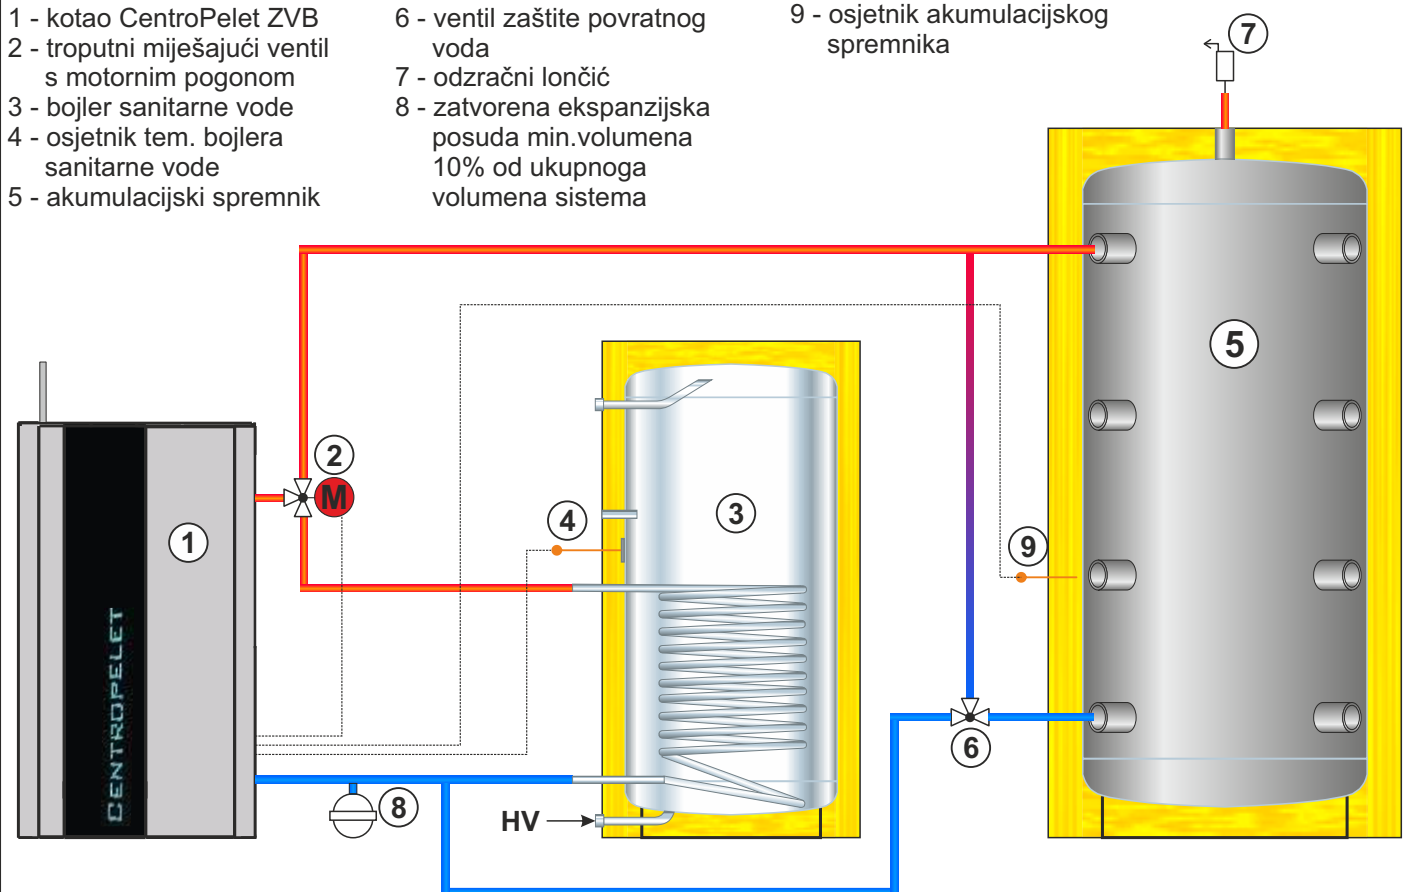 1 - kotao CentroPelet ZVB
2 - troputni miješajući ventil
s motornim pogonom
3 - bojler sanitarne vode
4 - osjetnik tem. bojlera
sanitarne vode
5 - akumulacijski spremnik
6 - ventil zaštite povratnog
voda
7 - odzračni lončić
8 - zatvorena ekspanzijska
posuda min.volumena
10% od ukupnoga
volumena sistema
9 - osjetnik akumulacijskog
spremnika
7
5
2
M
1
4
3
9
6
8
HV
CENTROPELET